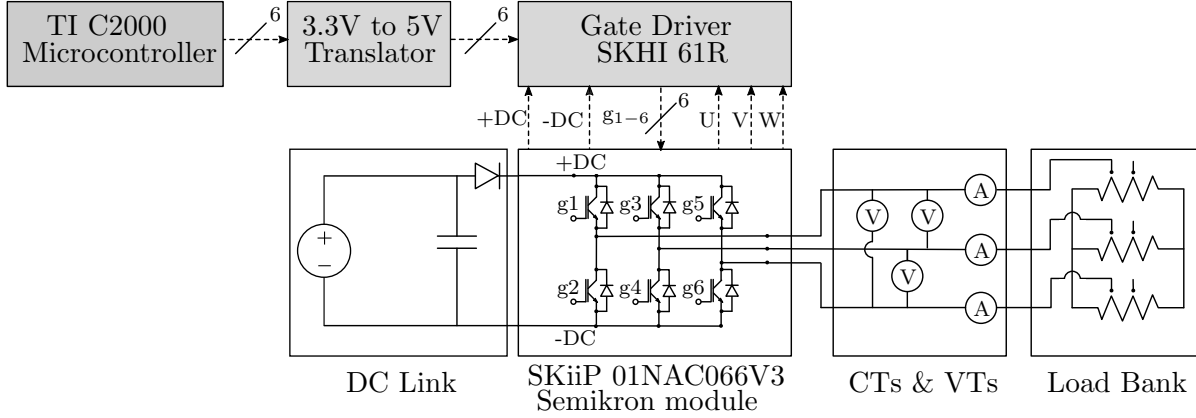 6 6
TI C2000 3.3V to 5V Gate Driver
Microcontroller Translator SKHI 61R
+DC -DC g1−6 6 U V W
+DC
g1 g3 g5
A
V V
+
−
A
V
g2 g4 g6
A
-DC
DC Link SKiiP 01NAC066V3 CTs & VTs Load Bank
Semikron module